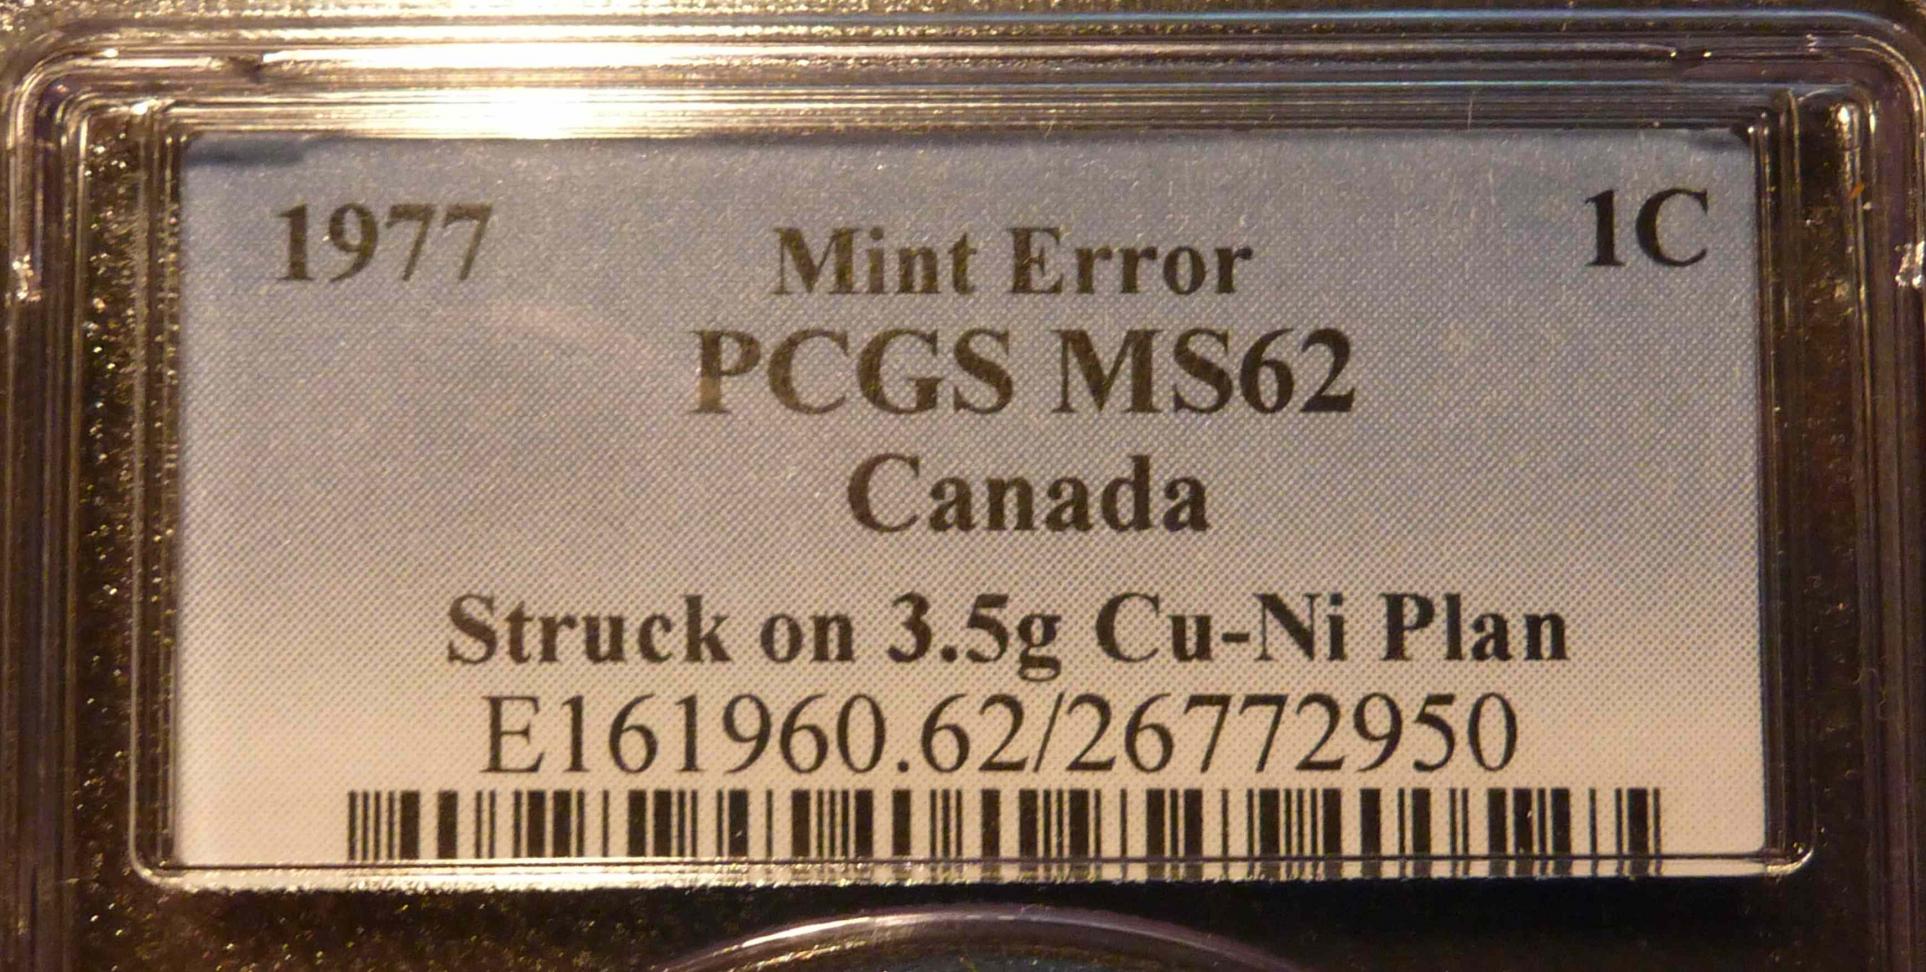 1977 Mint Error 1C
PCGS MS62
Canada
Struck on 3.5g Cu-Ni Plan
E161960.62/26772950